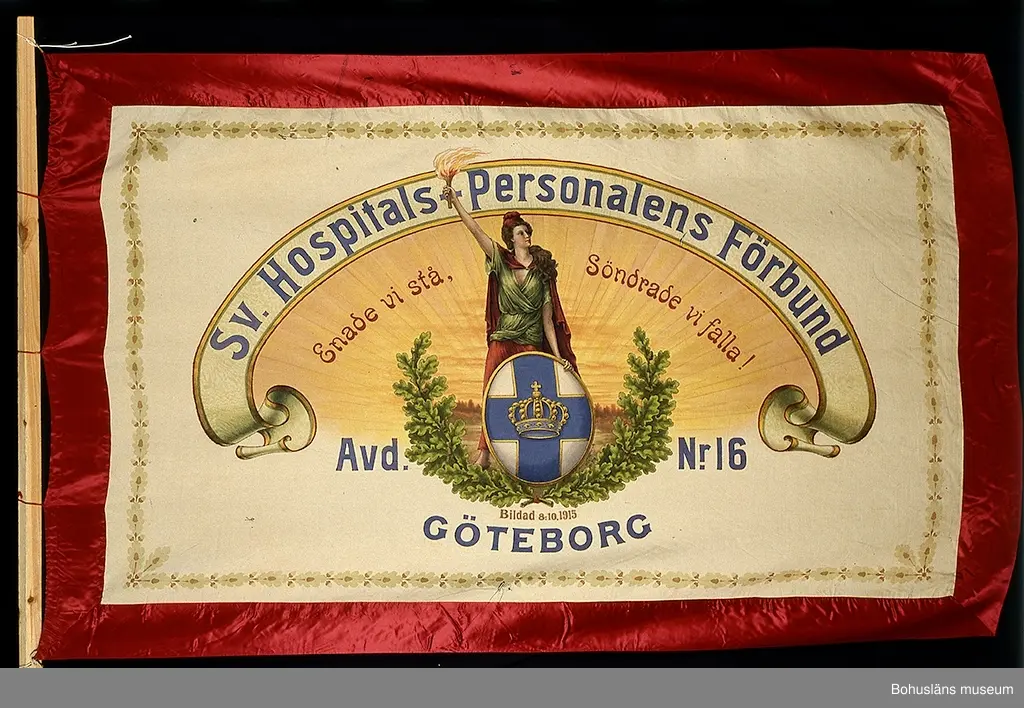 Sv. Hospitals-Personalens Förbund
Enade vi stå,
Söndrade vi falla!
Avd. Nr 16
Bildad 8:10.1915
GÖTEBORG
Bohusläns museum